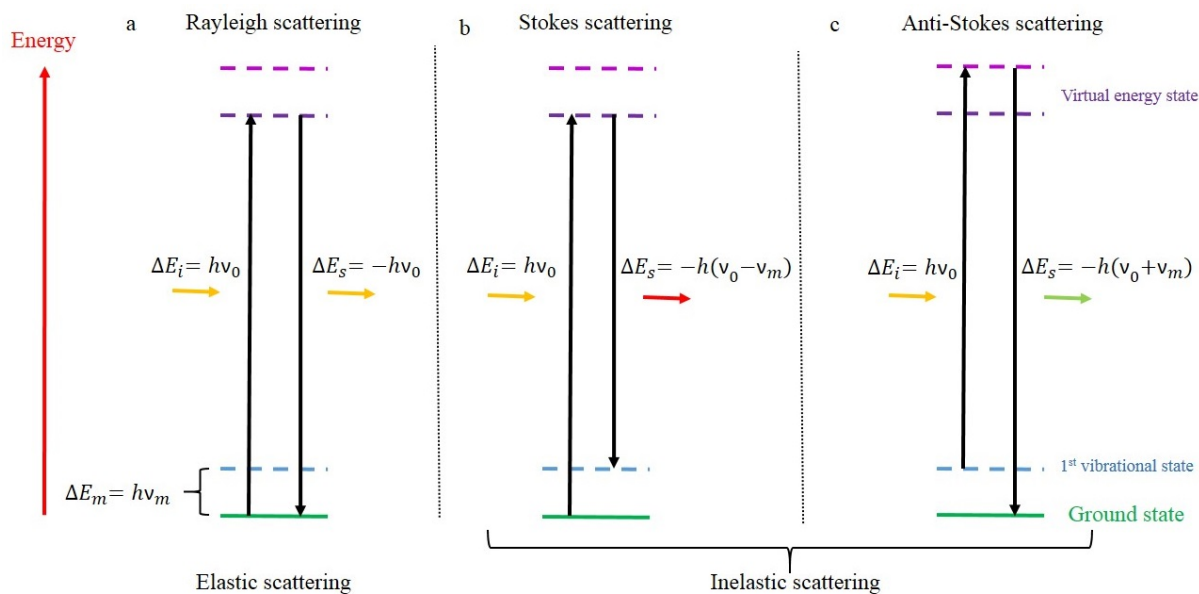 a Rayleigh scattering
b Stokes scattering
c Anti-Stokes scattering
Energy
Virtual energy state
ΔE_i = hν_0
ΔE_s = −hν_0
ΔE_i = hν_0
ΔE_s = −h(ν_0−ν_m)
ΔE_i = hν_0
ΔE_s = −h(ν_0+ν_m)
1st vibrational state
ΔE_m = hν_m
Ground state
Elastic scattering
Inelastic scattering